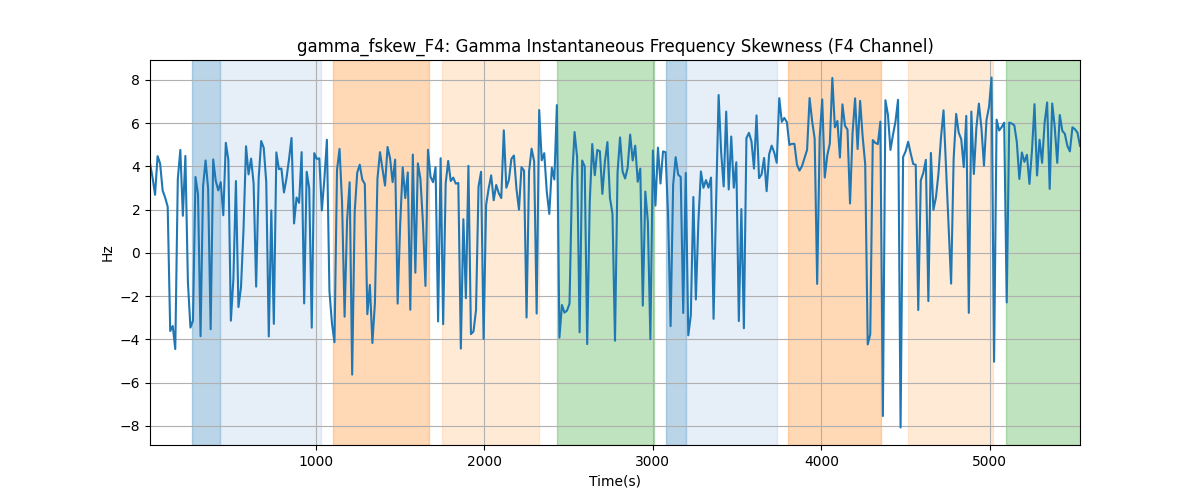 gamma_fskew_F4: Gamma Instantaneous Frequency Skewness (F4 Channel)
8
6
4
2
0
−2
−4
−6
−8
Hz
1000 2000 3000 4000 5000
Time(s)